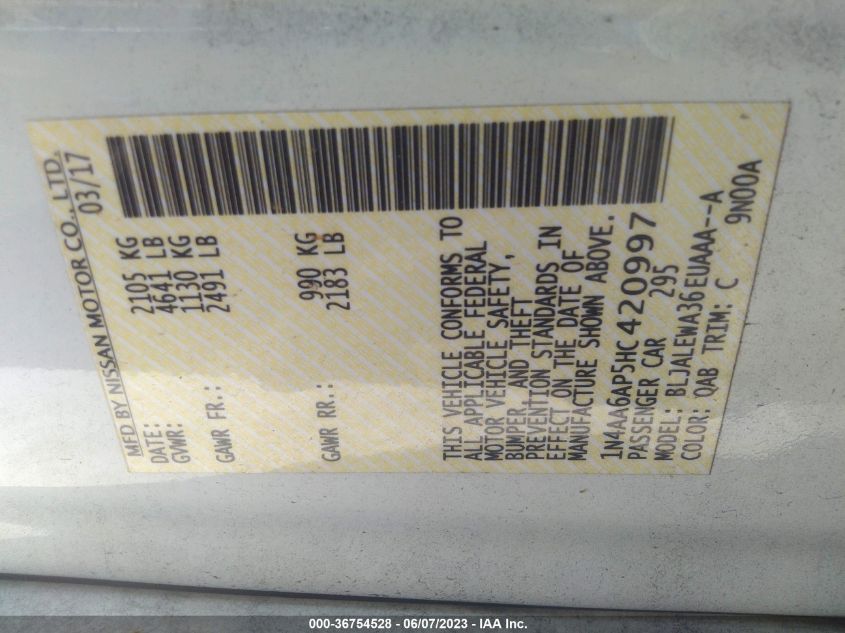 MFD BY NISSAN MOTOR CO., LTD.
DATE: 03/17
GVWR: 2105 KG
4641 LB
GAWR FR.: 1130 KG
2491 LB
GAWR RR.: 990 KG
2183 LB
THIS VEHICLE CONFORMS TO
ALL APPLICABLE FEDERAL
MOTOR VEHICLE SAFETY,
BUMPER, AND THEFT
PREVENTION STANDARDS IN
EFFECT ON THE DATE OF
MANUFACTURE SHOWN ABOVE.
1N4AA6AP5HC420997
PASSENGER CAR 295
MODEL: BLJALEWA36EUAAA--A
COLOR: QAB TRIM: C 9N00A
000-36754528 - 06/07/2023 - IAA Inc.